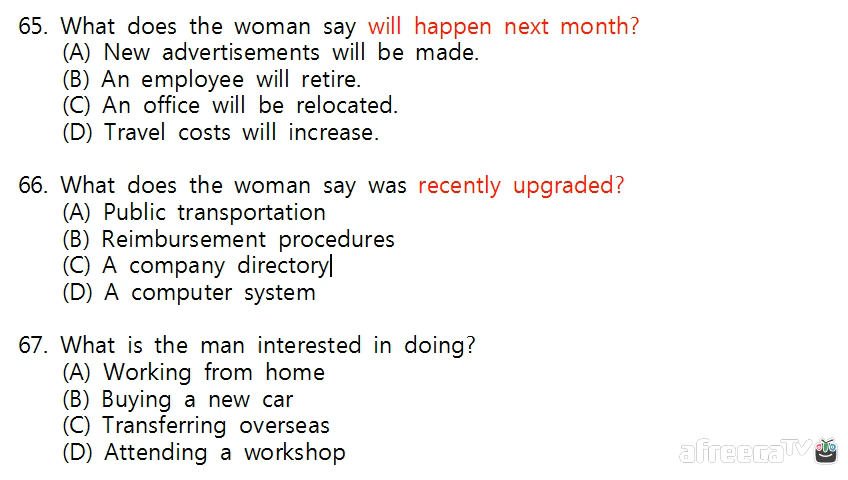 65. What does the woman say will happen next month?
(A) New advertisements will be made.
(B) An employee will retire.
(C) An office will be relocated.
(D) Travel costs will increase.
66. What does the woman say was recently upgraded?
(A) Public transportation
(B) Reimbursement procedures
(C) A company directory
(D) A computer system
67. What is the man interested in doing?
(A) Working from home
(B) Buying a new car
(C) Transferring overseas
(D) Attending a workshop
afreecaTV